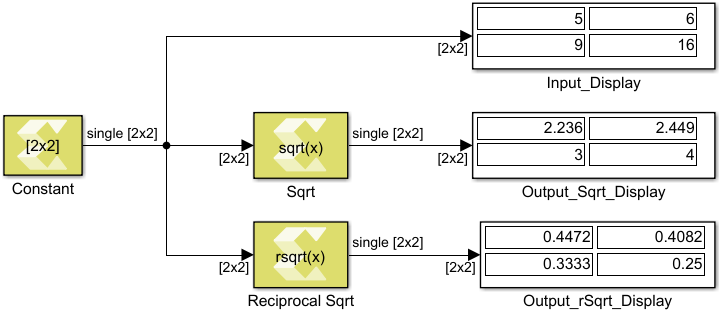 5 6
[2x2]
9 16
Input_Display
single [2x2]
single [2x2]
2.236 2.449
[2x2]
sqrt(x)
[2x2]
[2x2]
3 4
Constant
Sqrt
Output_Sqrt_Display
single [2x2]
0.4472 0.4082
rsqrt(x)
[2x2]
[2x2]
0.3333 0.25
Reciprocal Sqrt
Output_rSqrt_Display